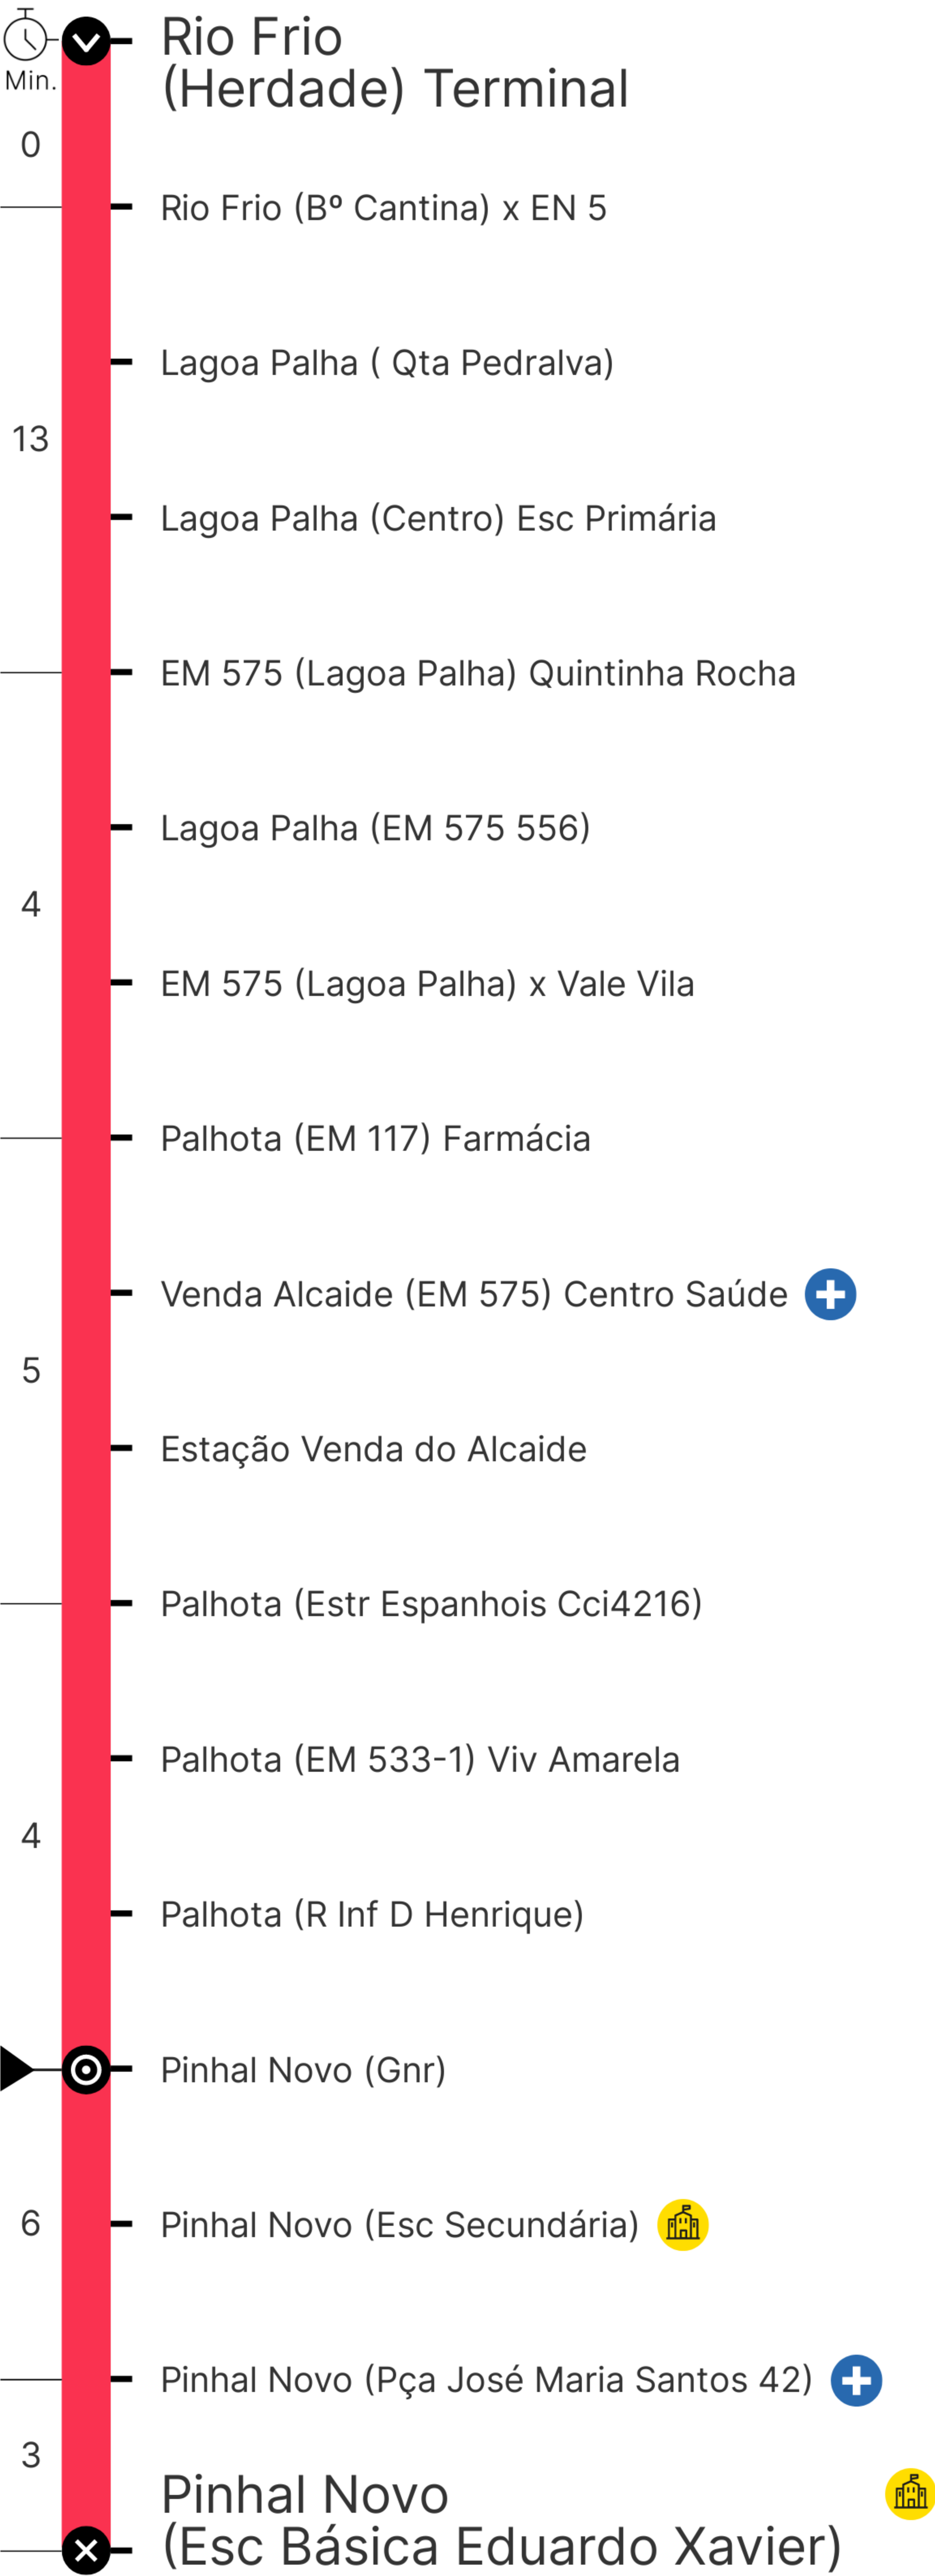 Rio Frio
(Herdade) Terminal
Min.
0
Rio Frio (Bº Cantina) x EN 5
Lagoa Palha ( Qta Pedralva)
13
Lagoa Palha (Centro) Esc Primária
EM 575 (Lagoa Palha) Quintinha Rocha
Lagoa Palha (EM 575 556)
4
EM 575 (Lagoa Palha) x Vale Vila
Palhota (EM 117) Farmácia
Venda Alcaide (EM 575) Centro Saúde
5
Estação Venda do Alcaide
Palhota (Estr Espanhois Cci4216)
Palhota (EM 533-1) Viv Amarela
4
Palhota (R Inf D Henrique)
Pinhal Novo (Gnr)
6 Pinhal Novo (Esc Secundária)
Pinhal Novo (Pça José Maria Santos 42)
3
Pinhal Novo
(Esc Básica Eduardo Xavier)